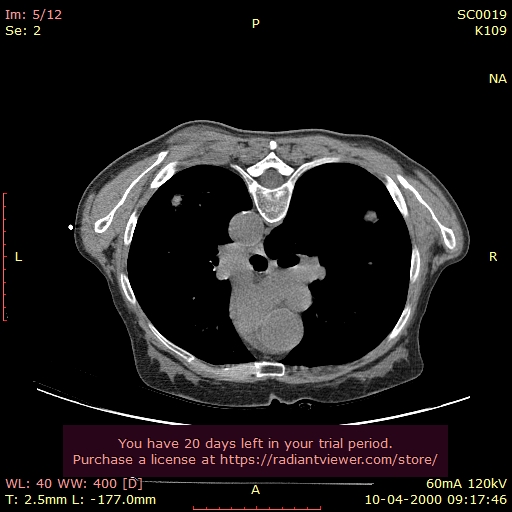 Im: 5/12
Se: 2
P
SC0019
K109
NA
L
R
You have 20 days left in your trial period.
Purchase a license at https://radiantviewer.com/store/
WL: 40 WW: 400 [D]
T: 2.5mm L: -177.0mm
A
60mA 120kV
10-04-2000 09:17:46